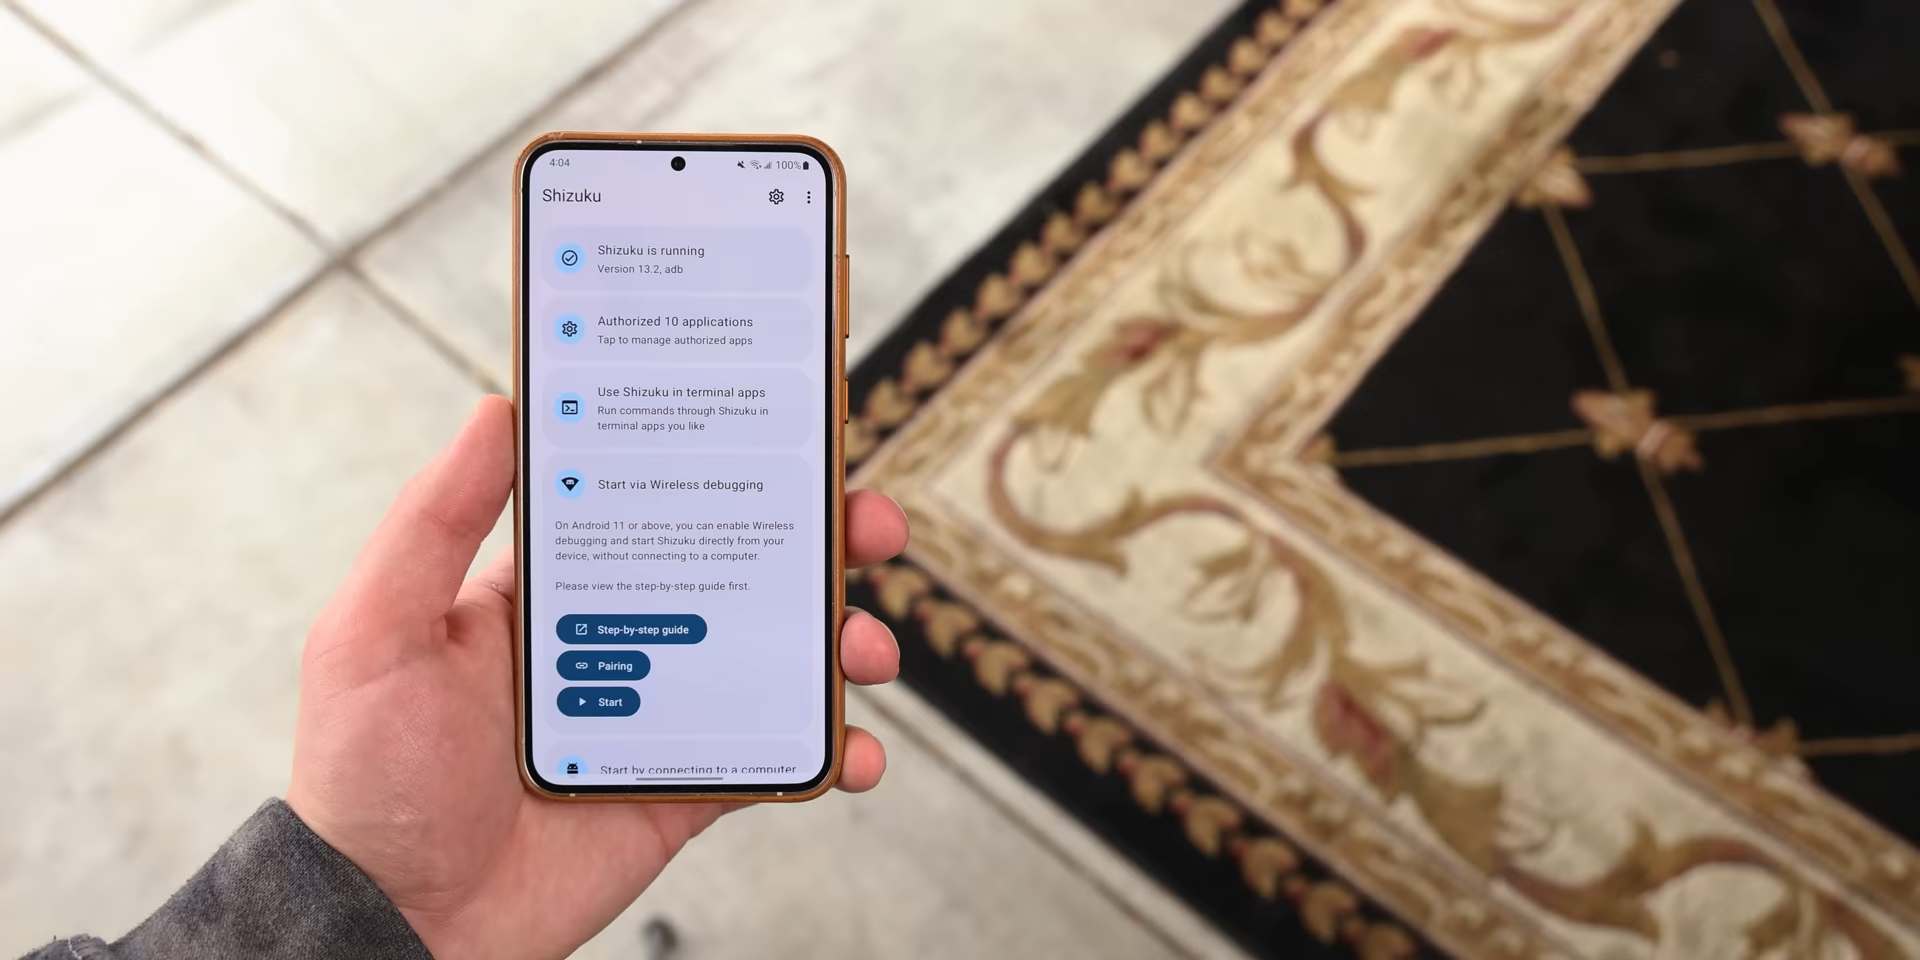 4:04 100%
Shizuku
Shizuku is running
Version 13.2, adb
Authorized 10 applications
Tap to manage authorized apps
Use Shizuku in terminal apps
Run commands through Shizuku in
terminal apps you like
Start via Wireless debugging
On Android 11 or above, you can enable Wireless
debugging and start Shizuku directly from your
device, without connecting to a computer.
Please view the step-by-step guide first.
Step-by-step guide
Pairing
Start
Start by connecting to a computer